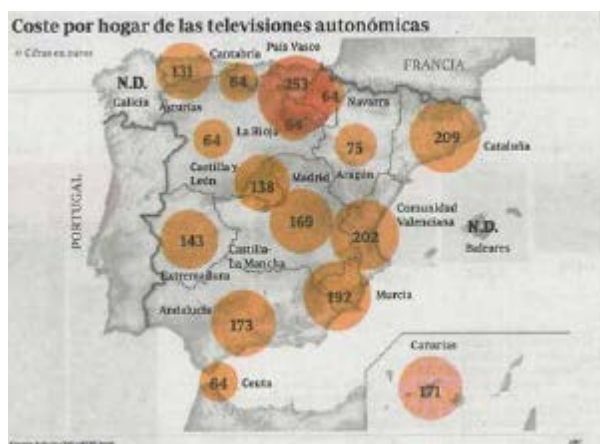 Coste por hogar de las televisiones autonómicas
Cifras en euros
País Vasco
Cantabria
FRANCIA
N.D.
131
64
253
64
Navarra
Galicia
Asturias
La Rioja
64
64
75
209
Cataluña
Castilla y
León
138
Madrid
Aragón
169
Comunidad
Valenciana
N.D.
Baleares
PORTUGAL
143
Castilla-
La Mancha
202
Extremadura
192
Murcia
Andalucía
173
Canarias
64
Ceuta
171